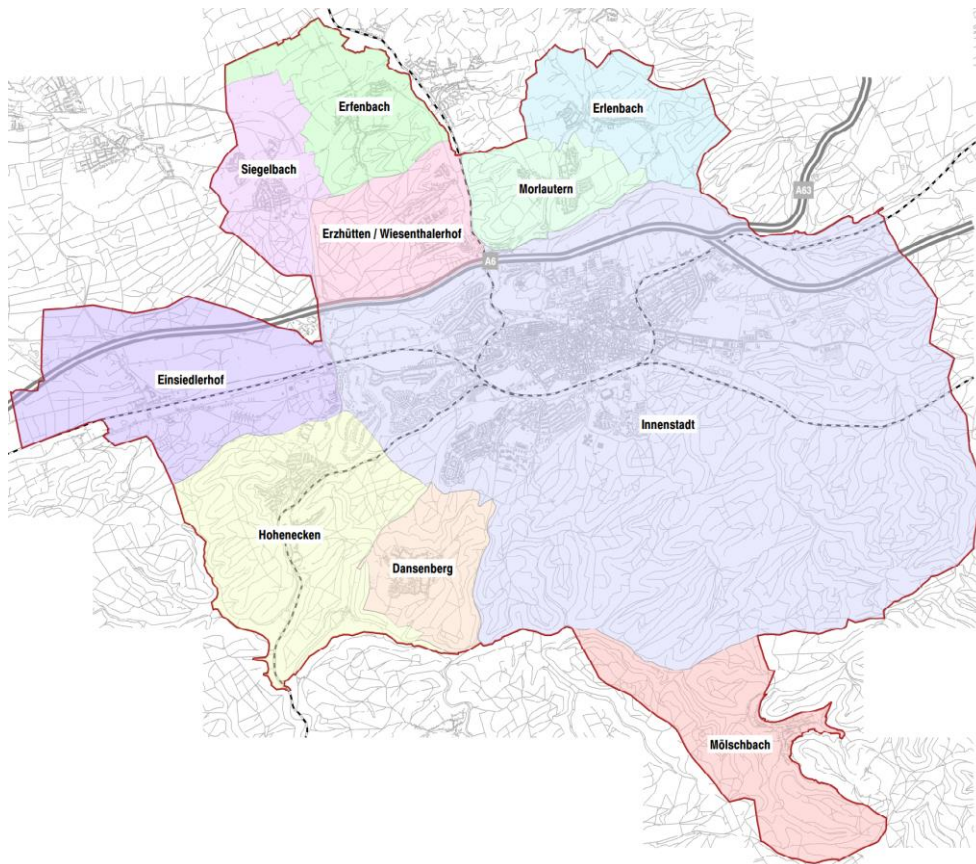 Erfenbach
Erlenbach
Siegelbach
Morlautern
A63
Erzhütten / Wiesenthalerhof
A6
Einsiedlerhof
Innenstadt
Hohenecken
Dansenberg
Mölschbach